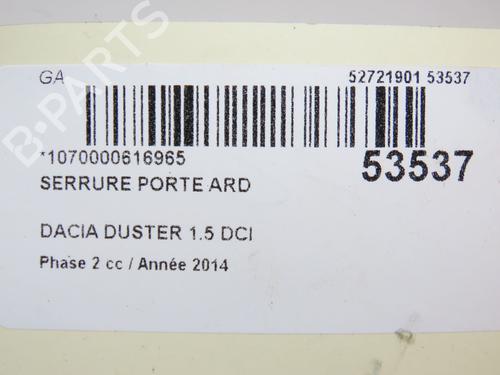 GA
52721901 53537
*1070000616965
53537
SERRURE PORTE ARD
DACIA DUSTER 1.5 DCI
Phase 2 cc / Année 2014
B-PARTS